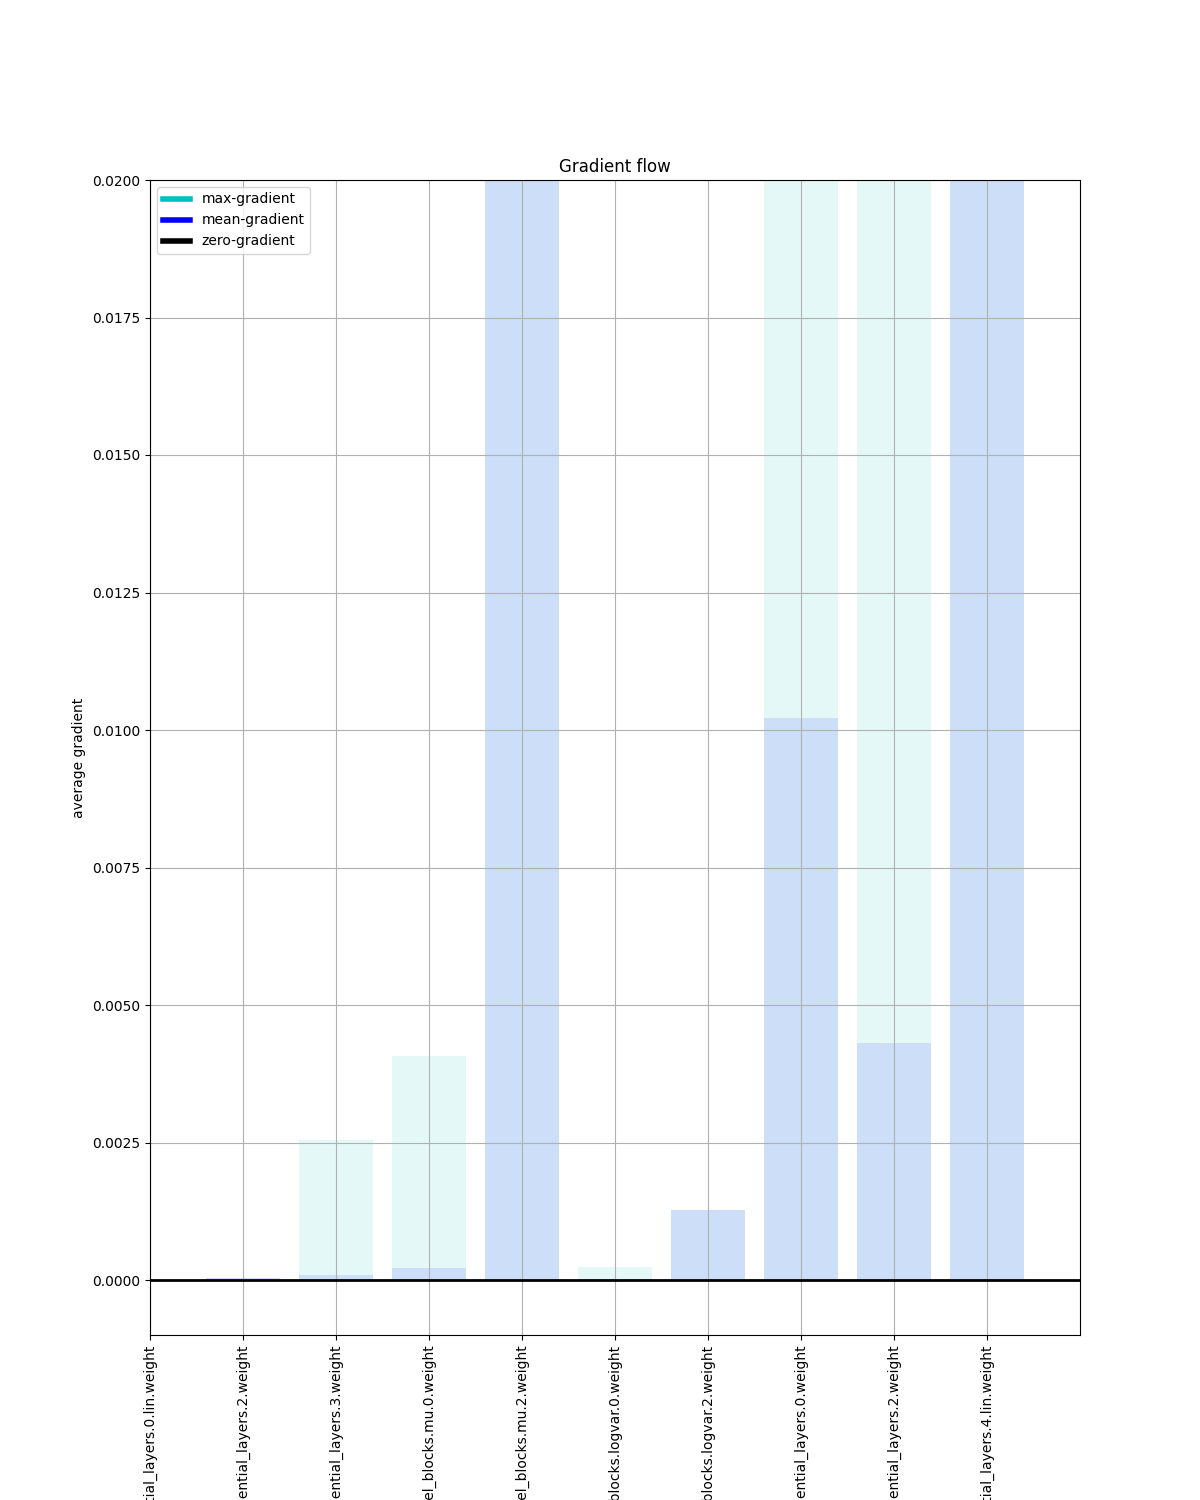 Gradient flow
max-gradient
mean-gradient
zero-gradient
0.0200
0.0175
0.0150
0.0125
0.0100
0.0075
0.0050
0.0025
0.0000
average gradient
tial_layers.0.lin.weight
ential_layers.2.weight
ential_layers.3.weight
el_blocks.mu.0.weight
el_blocks.mu.2.weight
blocks.logvar.0.weight
blocks.logvar.2.weight
ential_layers.0.weight
ential_layers.2.weight
tial_layers.4.lin.weight